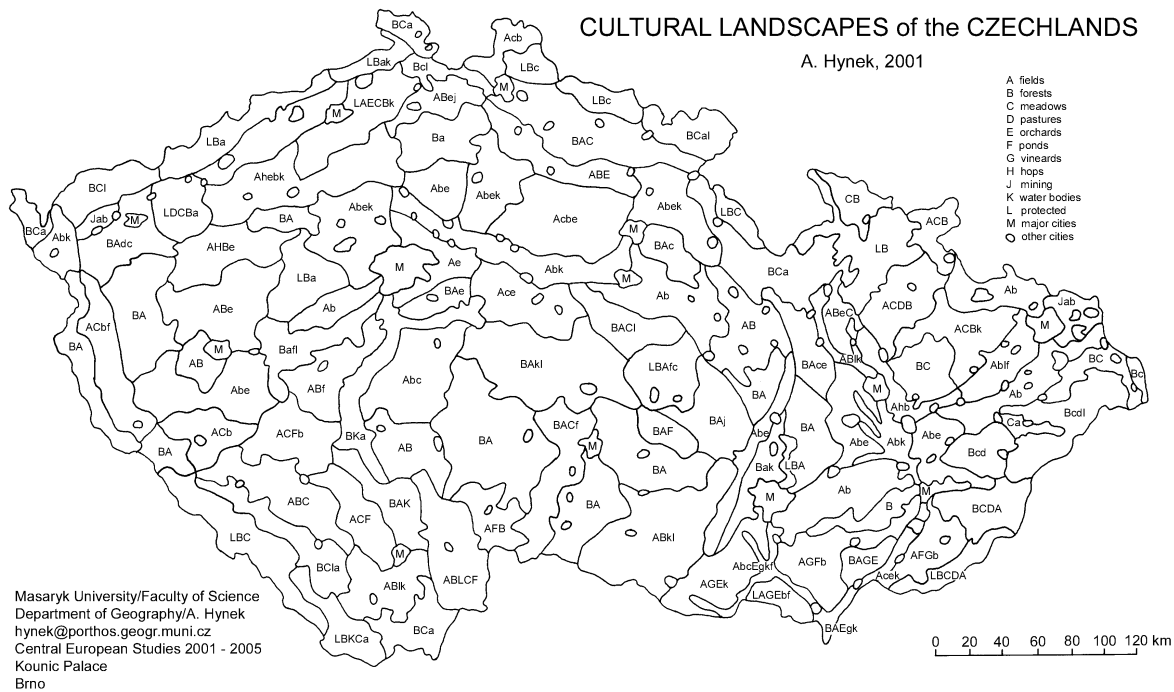 CULTURAL LANDSCAPES of the CZECHLANDS
A. Hynek, 2001
A fields
B forests
C meadows
D pastures
E orchards
F ponds
G vineards
H hops
J mining
K water bodies
L protected
M major cities
other cities
BCa
Acb
LBak
Bcl
LBc
ABej
M
LAECBk
M
LBc
LBa
Ba
BAC
BCal
Ahebk
ABE
BCl
Abe
Abek
Abek
LDCBa
Abek
Acbe
LBC
CB
ACB
Jab
M
BA
BCa
Abk
BAdc
AHBe
M
BAc
LB
M
Ae
Abk
M
BCa
LBa
BAe
Ace
Ab
Ab
Jab
ACDB
ABe
Ab
ABeC
ACbf
BA
BACl
AB
ACBk
M
BA
M
Bafl
ABlk
BC
AB
BAkl
LBAfc
BAce
BC
Ablf
Bc
Abe
ABf
Abc
M
BA
Ab
Ahb
Bcdl
ACb
ACFb
BKa
AB
BA
BACf
BAF
BAj
Abe
BA
Abe
Abk
Abe
Ca
BA
M
Bcd
BA
Bak
LBA
ABC
BAK
Ab
M
M
ACF
BA
B
BCDA
AFB
LBC
ABkl
M
AFGb
BCla
AbcEgkf
AGFb
BAGE
ABlk
ABLCF
AGEk
Acek
LBCDA
LAGEbf
LBKCa
BCa
BAEgk
Masaryk University/Faculty of Science
Department of Geography/A. Hynek
hynek@porthos.geogr.muni.cz
Central European Studies 2001 - 2005
Kounic Palace
Brno
0 20 40 60 80 100 120 km